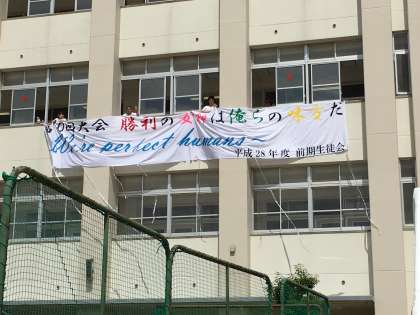 回大会 勝利の女神は俺らの味方だ
We're perfect humans
平成28年度 前期生徒会